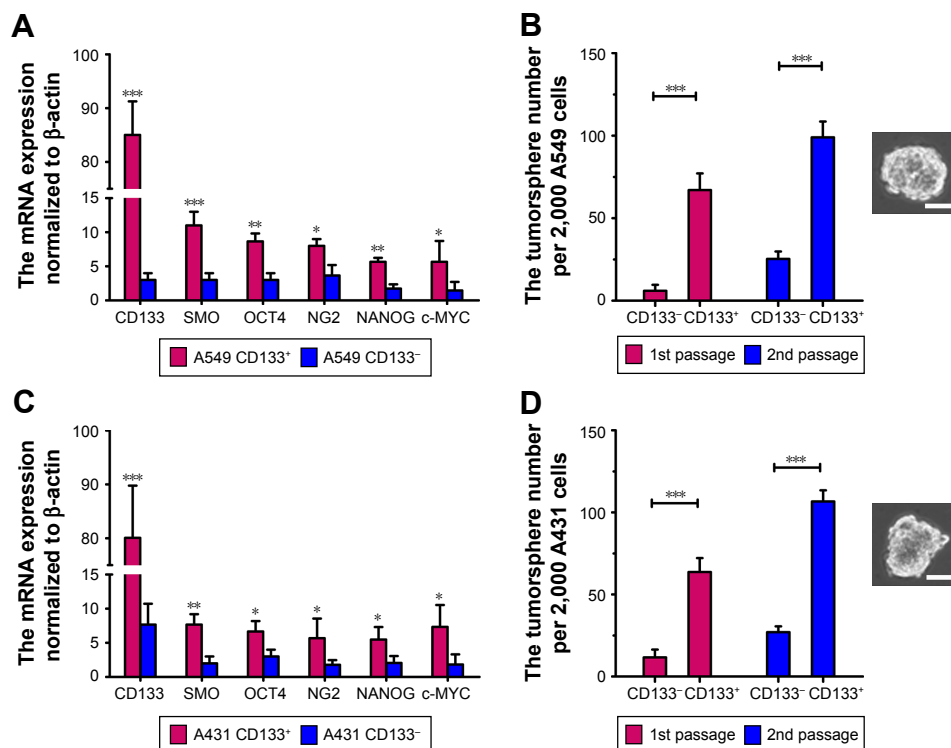 A
The mRNA expression
normalized to β-actin
100
90
80
15
10
5
0
***
***
**
*
**
*
CD133 SMO OCT4 NG2 NANOG c-MYC
A549 CD133⁺ A549 CD133⁻
B
The tumorsphere number
per 2,000 A549 cells
150
100
50
0
***
***
CD133⁻ CD133⁺ CD133⁻ CD133⁺
1st passage 2nd passage
C
The mRNA expression
normalized to β-actin
100
90
80
15
10
5
0
***
**
*
*
*
*
CD133 SMO OCT4 NG2 NANOG c-MYC
A431 CD133⁺ A431 CD133⁻
D
The tumorsphere number
per 2,000 A431 cells
150
100
50
0
***
***
CD133⁻ CD133⁺ CD133⁻ CD133⁺
1st passage 2nd passage